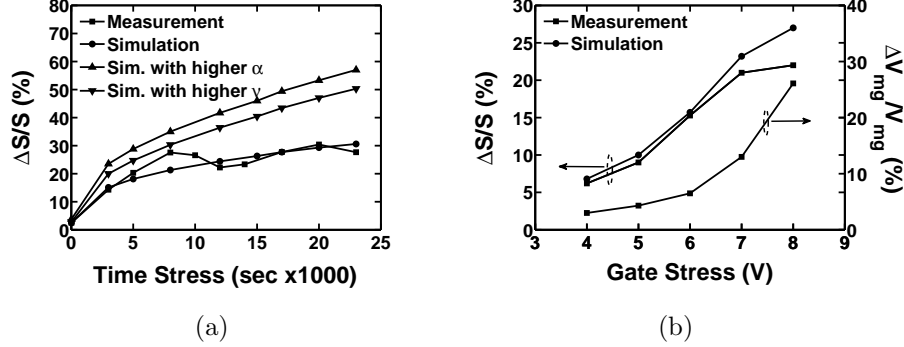 80
70
60
50
40
30
20
10
0
ΔS/S (%)
Measurement
Simulation
Sim. with higher α
Sim. with higher γ
0 5 10 15 20 25
Time Stress (sec x1000)
(a)
30
25
20
15
10
5
0
ΔS/S (%)
Measurement
Simulation
40
30
20
10
0
ΔVmg/Vmg (%)
3 4 5 6 7 8 9
Gate Stress (V)
(b)